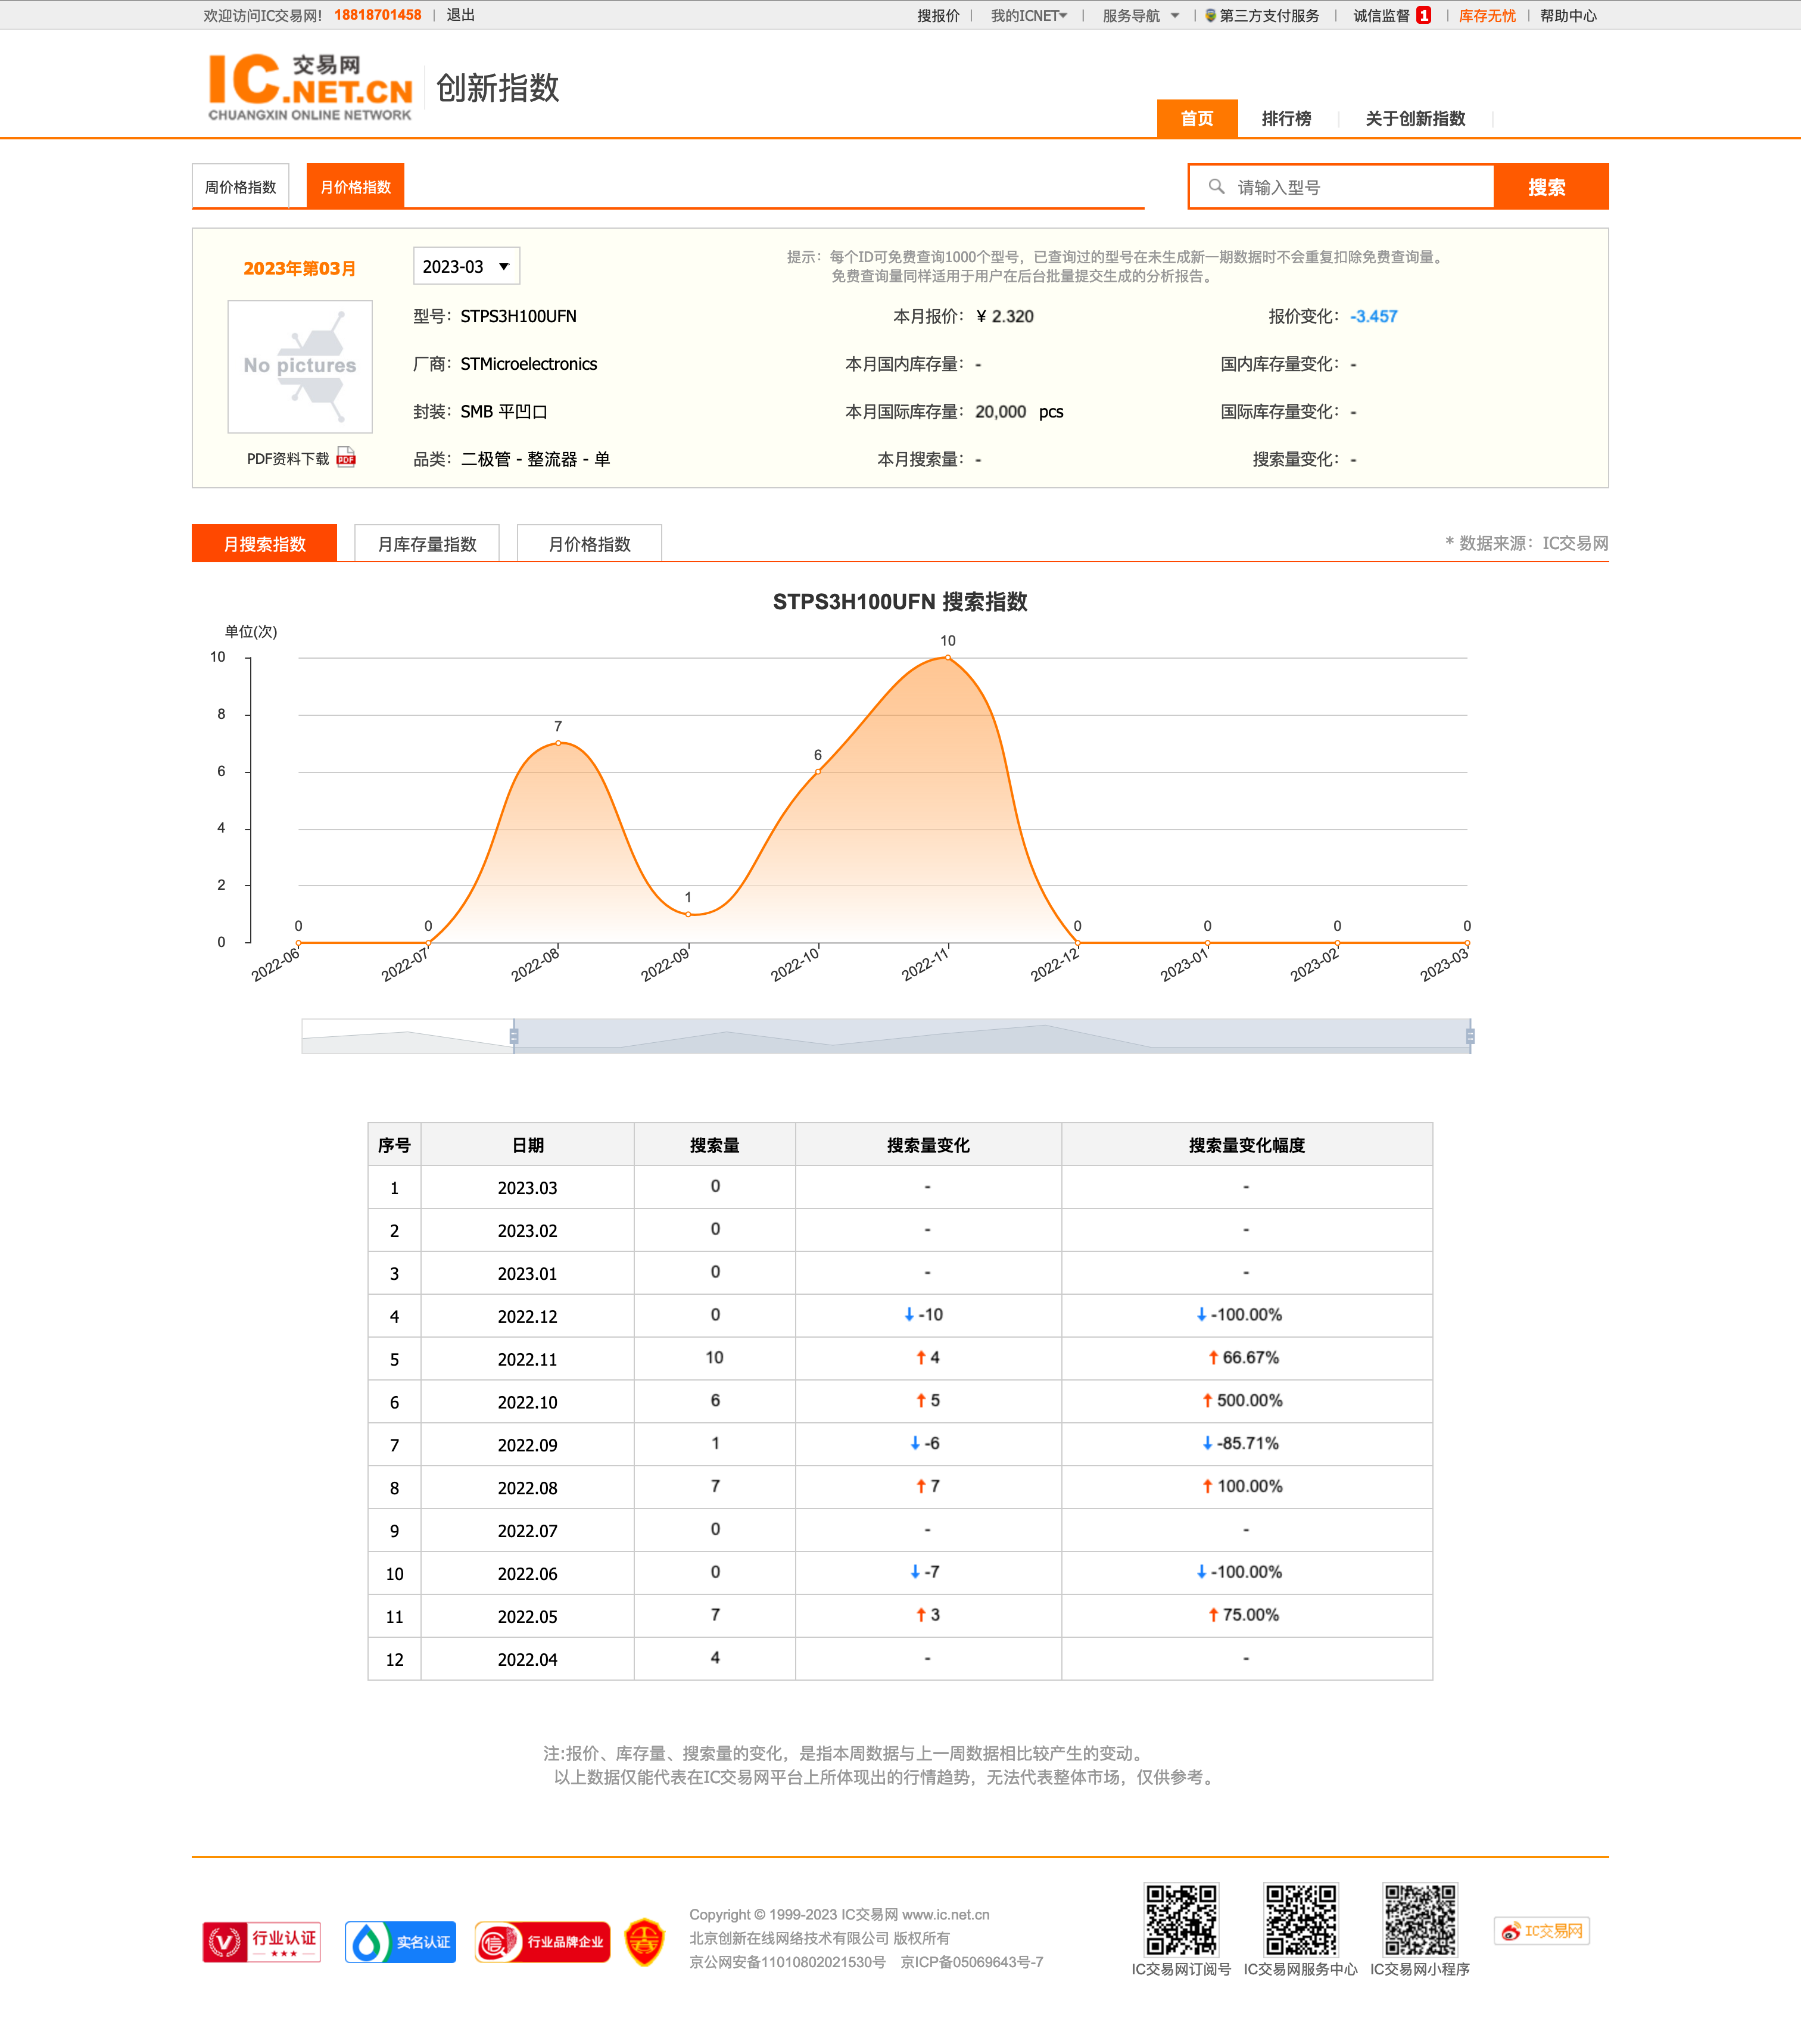 欢迎访问IC交易网! 18818701458 | 退出
搜报价 | 我的ICNET | 服务导航 | 第三方支付服务 | 诚信监督 1 | 库存无忧 | 帮助中心
IC交易网
.NET.CN
CHUANGXIN ONLINE NETWORK
创新指数
首页 排行榜 关于创新指数
周价格指数 月价格指数
请输入型号 搜索
2023年第03月 2023-03
提示：每个ID可免费查询1000个型号，已查询过的型号在未生成新一期数据时不会重复扣除免费查询量。
免费查询量同样适用于用户在后台批量提交生成的分析报告。
No pictures
PDF资料下载 PDF
型号：STPS3H100UFN 本月报价：¥ 2.320 报价变化：-3.457
厂商：STMicroelectronics 本月国内库存量：- 国内库存量变化：-
封装：SMB 平凹口 本月国际库存量：20,000 pcs 国际库存量变化：-
品类：二极管 - 整流器 - 单 本月搜索量：- 搜索量变化：-
月搜索指数 月库存量指数 月价格指数
* 数据来源：IC交易网
STPS3H100UFN 搜索指数
单位(次)
10
8
6
4
2
0
0 0 7 1 6 10 0 0 0 0
2022-06 2022-07 2022-08 2022-09 2022-10 2022-11 2022-12 2023-01 2023-02 2023-03
序号 日期 搜索量 搜索量变化 搜索量变化幅度
1 2023.03 0 - -
2 2023.02 0 - -
3 2023.01 0 - -
4 2022.12 0 ↓ -10 ↓ -100.00%
5 2022.11 10 ↑ 4 ↑ 66.67%
6 2022.10 6 ↑ 5 ↑ 500.00%
7 2022.09 1 ↓ -6 ↓ -85.71%
8 2022.08 7 ↑ 7 ↑ 100.00%
9 2022.07 0 - -
10 2022.06 0 ↓ -7 ↓ -100.00%
11 2022.05 7 ↑ 3 ↑ 75.00%
12 2022.04 4 - -
注:报价、库存量、搜索量的变化，是指本周数据与上一周数据相比较产生的变动。
以上数据仅能代表在IC交易网平台上所体现出的行情趋势，无法代表整体市场，仅供参考。
V 行业认证
实名认证
信 行业品牌企业
Copyright © 1999-2023 IC交易网 www.ic.net.cn
北京创新在线网络技术有限公司 版权所有
京公网安备11010802021530号 京ICP备05069643号-7
IC交易网订阅号 IC交易网服务中心 IC交易网小程序
IC交易网